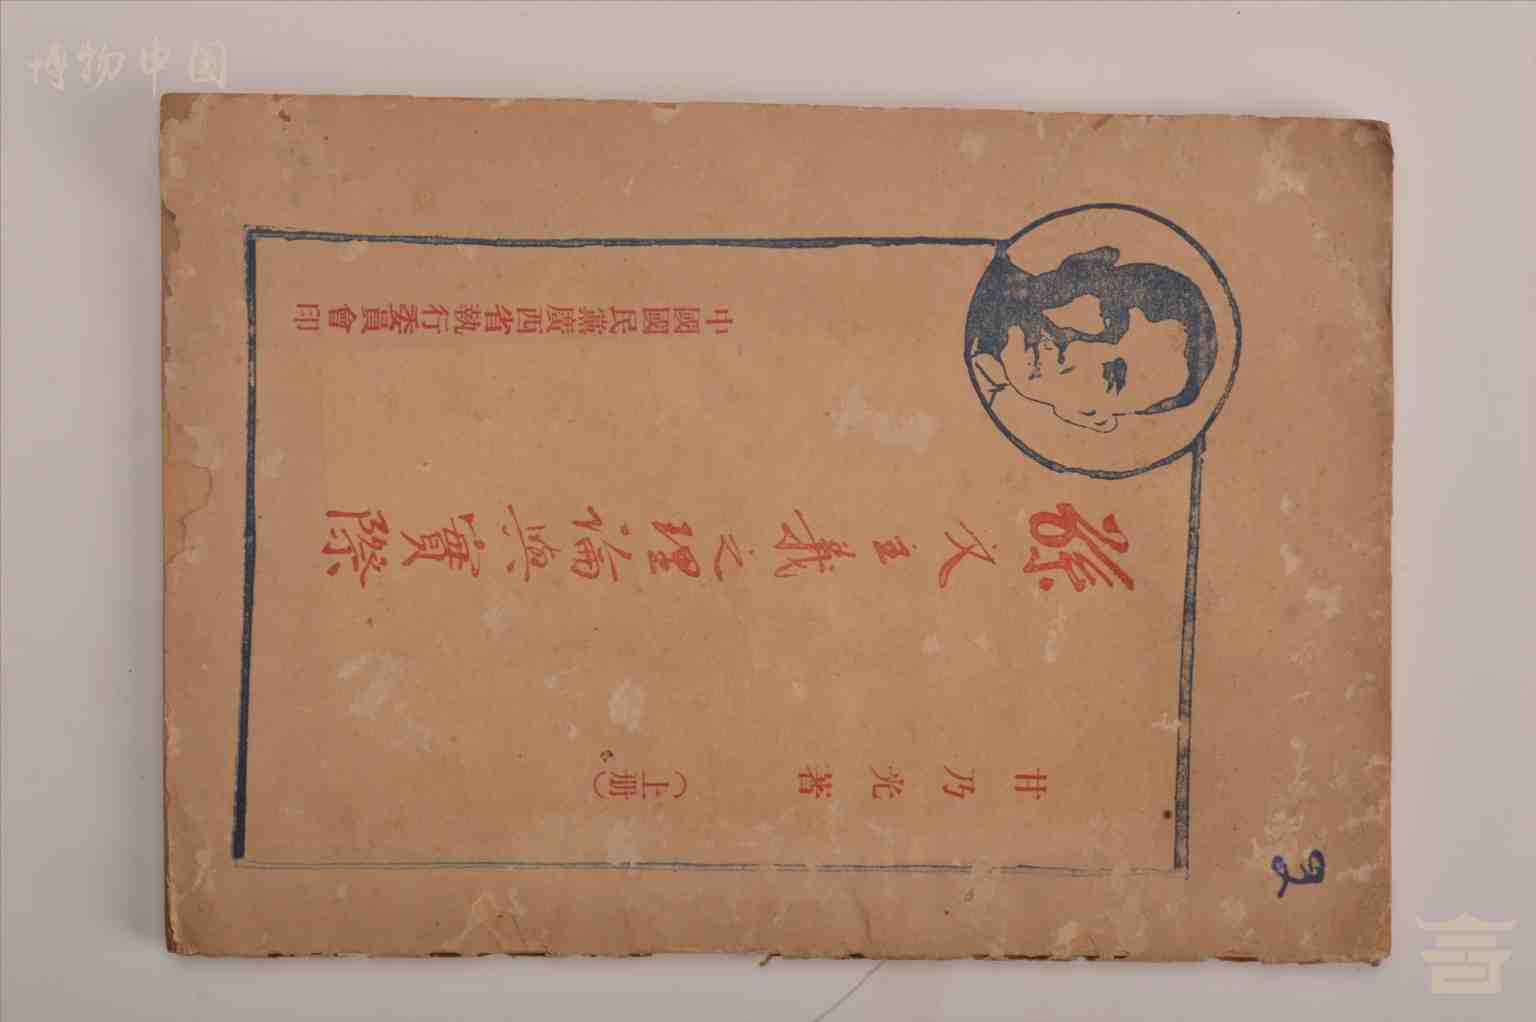 博物中国
甘乃光著（上册）
孫文主義之理論與實際
中國國民黨廣西省執行委員會印
3